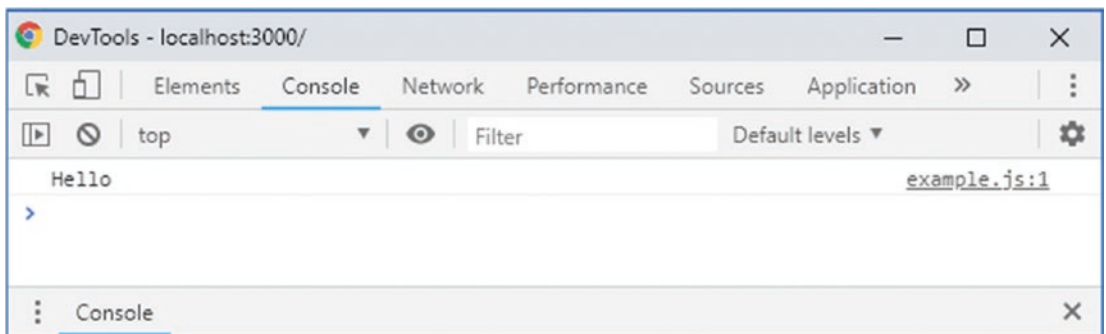 DevTools - localhost:3000/
Elements Console Network Performance Sources Application
top Filter Default levels
Hello example.js:1
Console